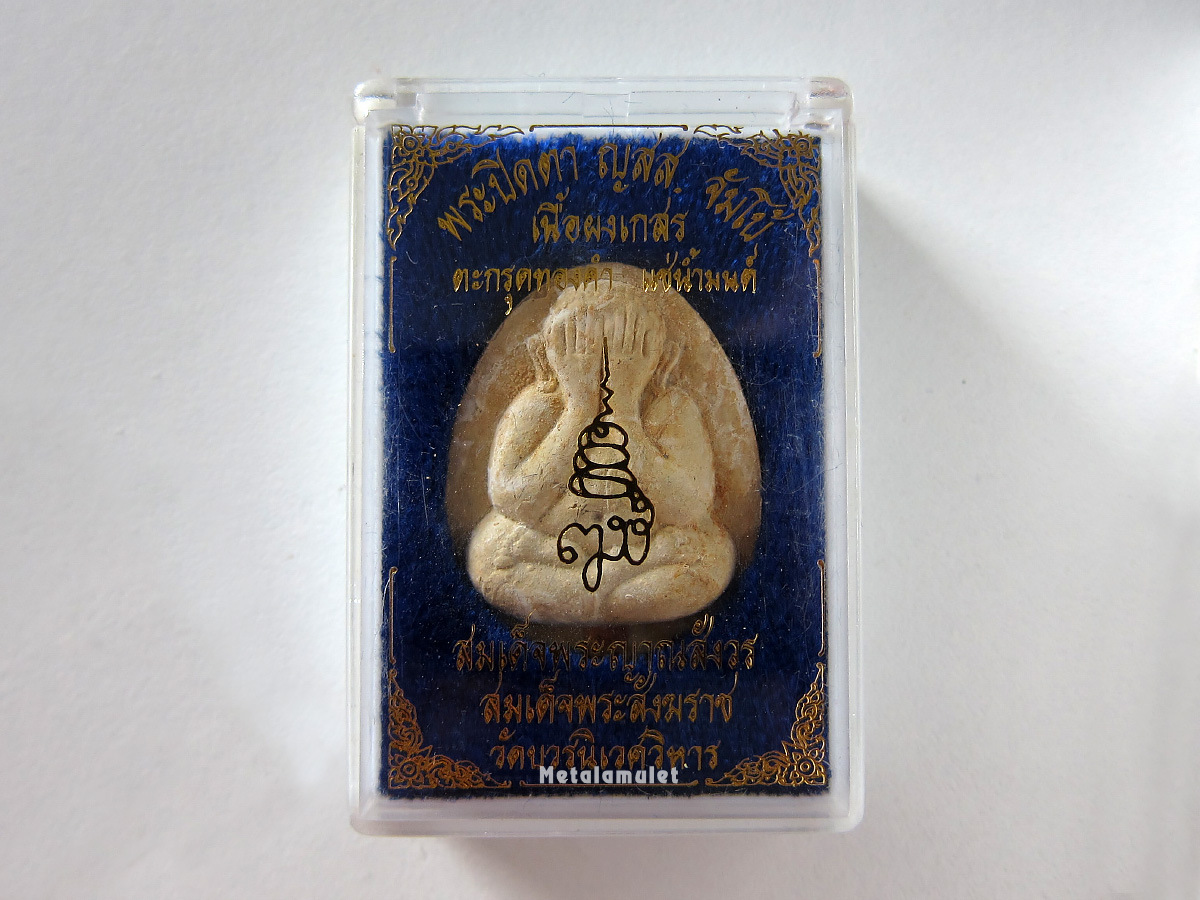 พระปิดตา ญสส. จัมโบ้
เนื้อผงเกสร
ตะกรุดทองคำ แช่น้ำมนต์
สมเด็จพระญาณสังวร
สมเด็จพระสังฆราช
วัดบวรนิเวศวิหาร
Metalamulet